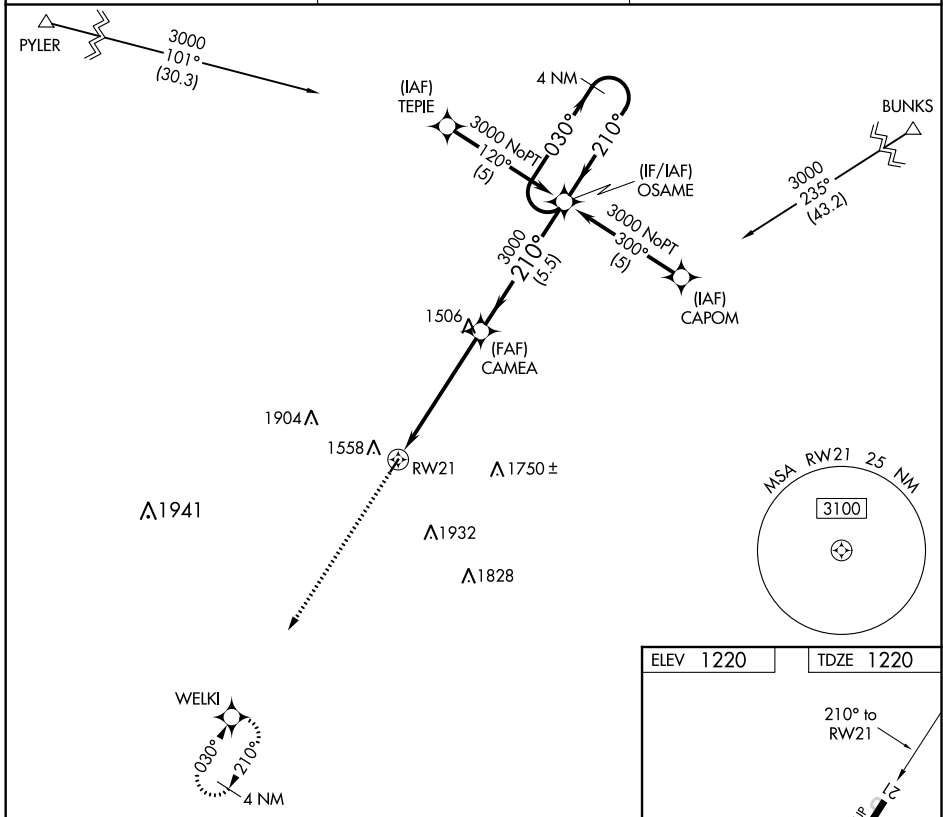 PYLER
3000
101°
(30.3)
(IAF)
TEPIE
3000 NoPT
120°
(5)
4 NM
030°
210°
(IF/IAF)
OSAME
BUNKS
3000
235°
(43.2)
3000 NoPT
300°
(5)
(IAF)
CAPOM
3000
210°
(5.5)
1506
(FAF)
CAMEA
1904
1558
RW21
1750 ±
1941
1932
1828
MSA RW21 25 NM
3100
WELKI
030°
210°
4 NM
ELEV 1220
TDZE 1220
210° to
RW21
21
UP